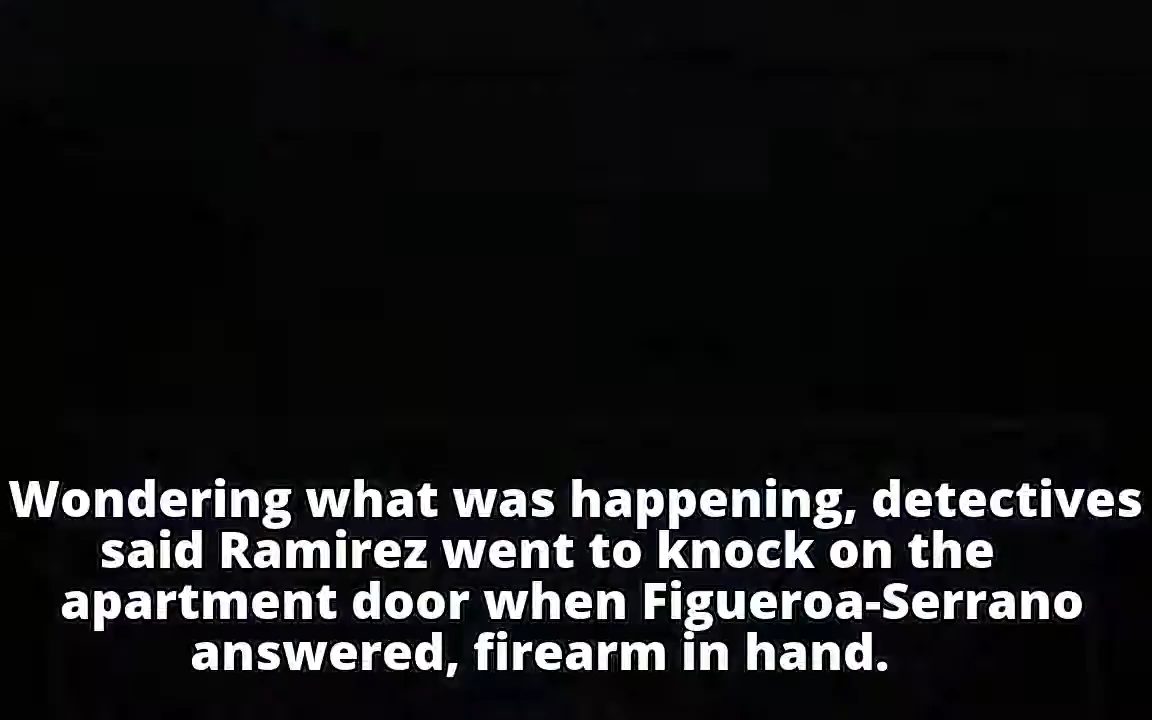 Wondering what was happening, detectives
said Ramirez went to knock on the
apartment door when Figueroa-Serrano
answered, firearm in hand.